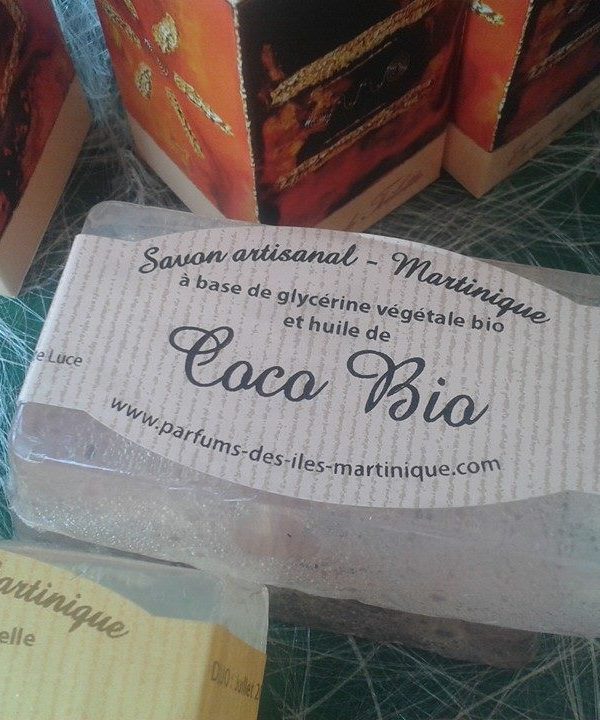 Savon artisanal - Martinique
à base de glycérine végétale bio
et huile de
Coco Bio
www.parfums-des-iles-martinique.com
e Luce
artinique
elle